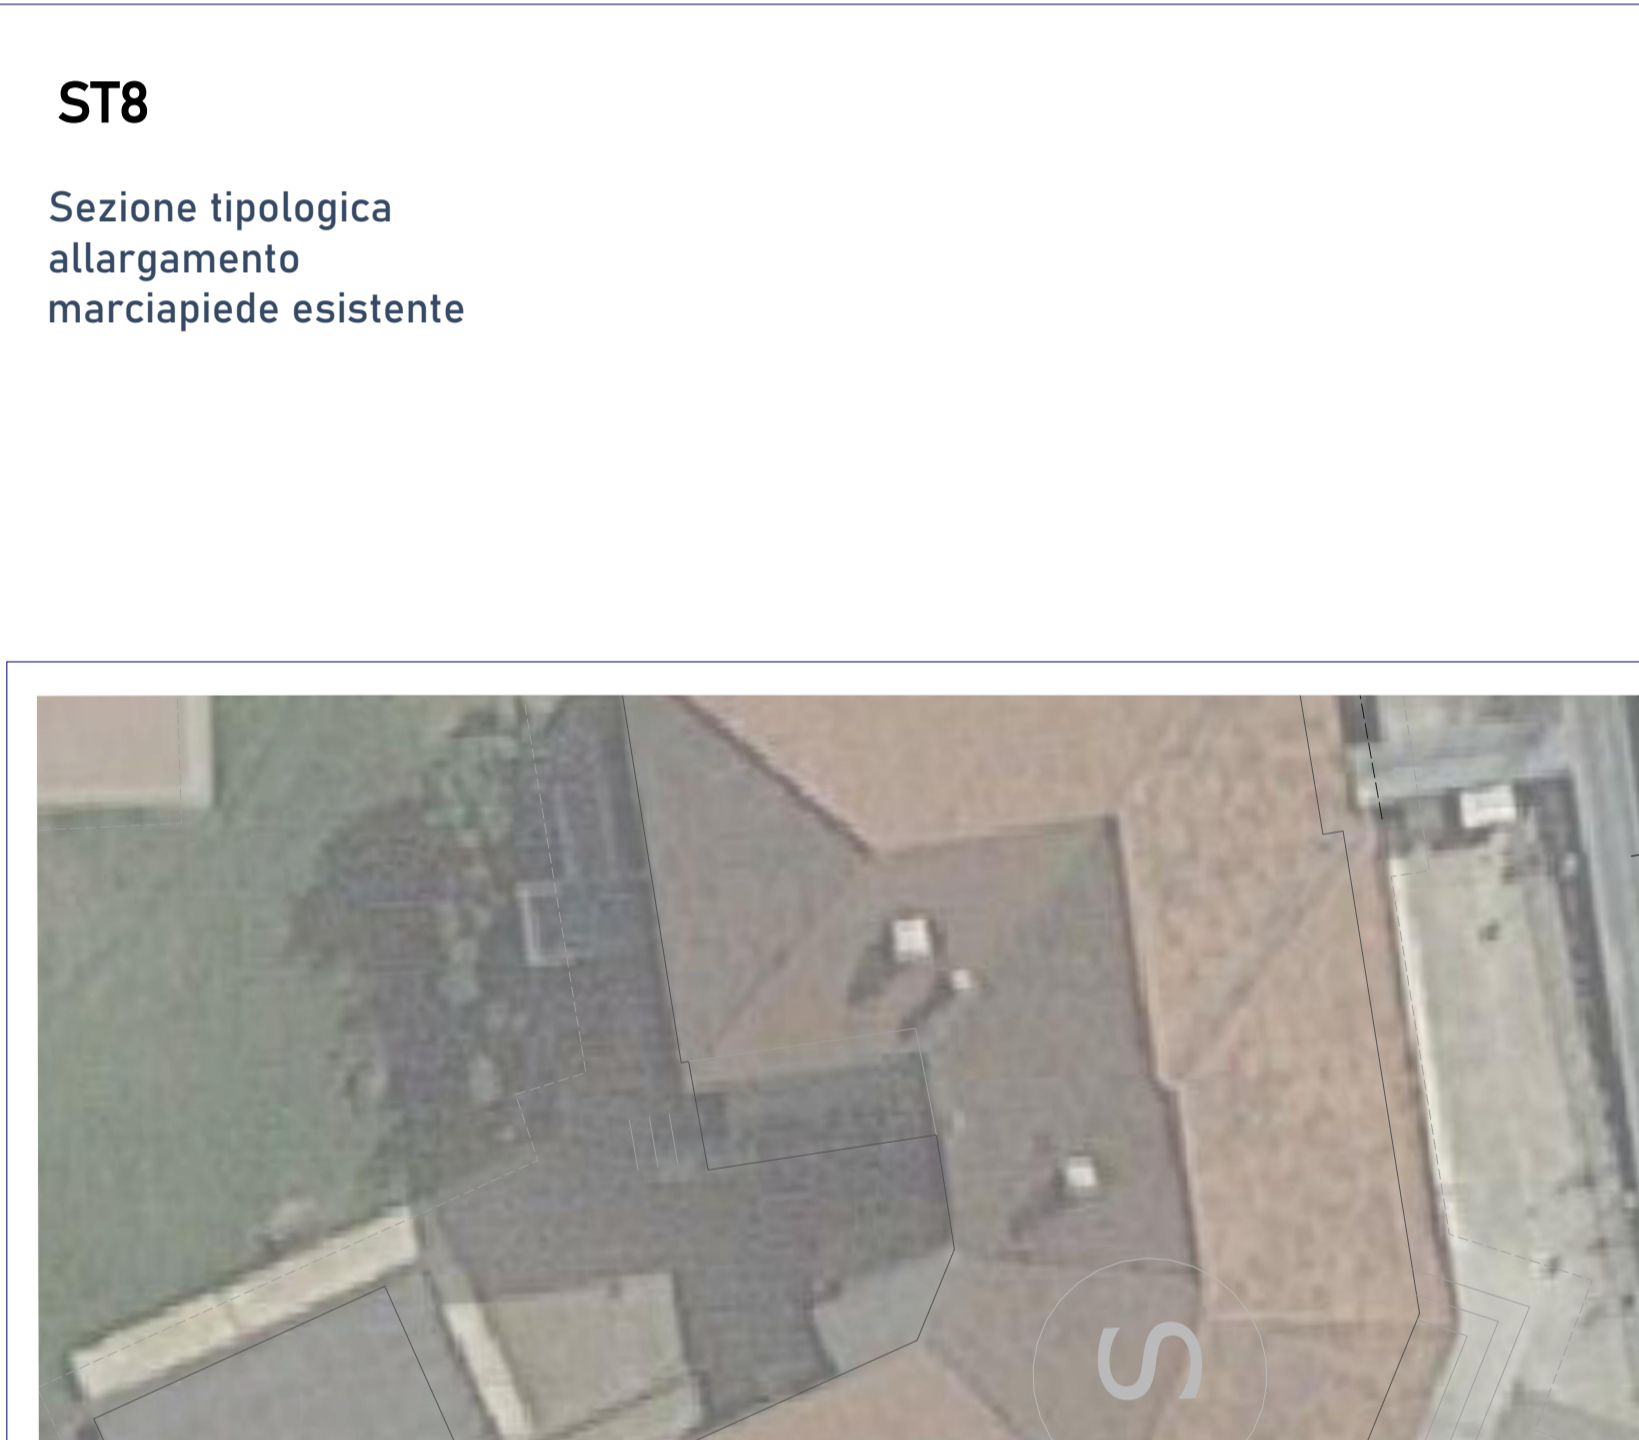 ST8
Sezione tipologica
allargamento
marciapiede esistente
S